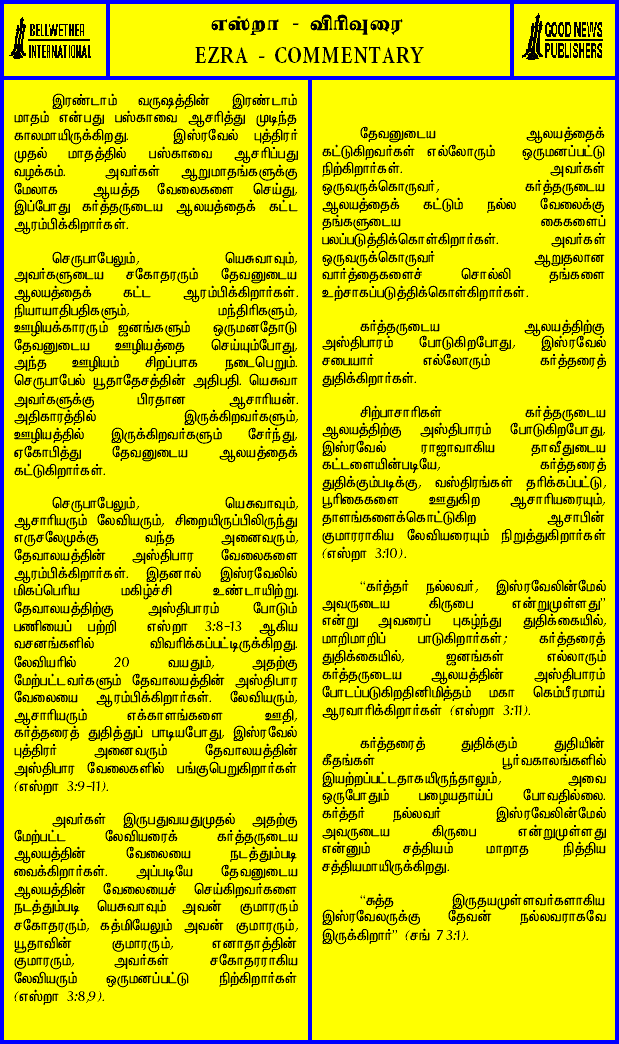 BELLWETHER
INTERNATIONAL
எஸ்றா - விரிவுரை
EZRA - COMMENTARY
GOOD NEWS
PUBLISHERS
இரண்டாம் வருஷத்தின் இரண்டாம்
மாதம் என்பது பஸ்காவை ஆசரித்து முடிந்த
காலமாயிருக்கிறது. இஸ்ரவேல் புத்திரர்
முதல் மாதத்தில் பஸ்காவை ஆசரிப்பது
வழக்கம். அவர்கள் ஆறுமாதங்களுக்கு
மேலாக ஆயத்த வேலைகளை செய்து,
இப்போது கர்த்தருடைய ஆலயத்தைக் கட்ட
ஆரம்பிக்கிறார்கள்.
செருபாபேலும், யெசுவாவும்,
அவர்களுடைய சகோதரரும் தேவனுடைய
ஆலயத்தைக் கட்ட ஆரம்பிக்கிறார்கள்.
நியாயாதிபதிகளும், மந்திரிகளும்,
ஊழியக்காரரும் ஜனங்களும் ஒருமனதோடு
தேவனுடைய ஊழியத்தை செய்யும்போது,
அந்த ஊழியம் சிறப்பாக நடைபெறும்.
செருபாபேல் யூதாதேசத்தின் அதிபதி. யெசுவா
அவர்களுக்கு பிரதான ஆசாரியன்.
அதிகாரத்தில் இருக்கிறவர்களும்,
ஊழியத்தில் இருக்கிறவர்களும் சேர்ந்து,
ஏகோபித்து தேவனுடைய ஆலயத்தைக்
கட்டுகிறார்கள்.
செருபாபேலும், யெசுவாவும்,
ஆசாரியரும் லேவியரும், சிறையிருப்பிலிருந்து
எருசலேமுக்கு வந்த அனைவரும்,
தேவாலயத்தின் அஸ்திபார வேலைகளை
ஆரம்பிக்கிறார்கள். இதனால் இஸ்ரவேலில்
மிகப்பெரிய மகிழ்ச்சி உண்டாயிற்று.
தேவாலயத்திற்கு அஸ்திபாரம் போடும்
பணியைப் பற்றி எஸ்றா 3:8-13 ஆகிய
வசனங்களில் விவரிக்கப்பட்டிருக்கிறது.
லேவியரில் 20 வயதும், அதற்கு
மேற்பட்டவர்களும் தேவாலயத்தின் அஸ்திபார
வேலையை ஆரம்பிக்கிறார்கள். லேவியரும்,
ஆசாரியரும் எக்காளங்களை ஊதி,
கர்த்தரைத் துதித்துப் பாடியபோது, இஸ்ரவேல்
புத்திரர் அனைவரும் தேவாலயத்தின்
அஸ்திபார வேலைகளில் பங்குபெறுகிறார்கள்
(எஸ்றா 3:9-11).
அவர்கள் இருபதுவயதுமுதல் அதற்கு
மேற்பட்ட லேவியரைக் கர்த்தருடைய
ஆலயத்தின் வேலையை நடத்தும்படி
வைக்கிறார்கள். அப்படியே தேவனுடைய
ஆலயத்தின் வேலையைச் செய்கிறவர்களை
நடத்தும்படி யெசுவாவும் அவன் குமாரரும்
சகோதரரும், கத்மியேலும் அவன் குமாரரும்,
யூதாவின் குமாரரும், எனாதாத்தின்
குமாரரும், அவர்கள் சகோதரராகிய
லேவியரும் ஒருமனப்பட்டு நிற்கிறார்கள்
(எஸ்றா 3:8,9).
தேவனுடைய ஆலயத்தைக்
கட்டுகிறவர்கள் எல்லோரும் ஒருமனப்பட்டு
நிற்கிறார்கள். அவர்கள்
ஒருவருக்கொருவர், கர்த்தருடைய
ஆலயத்தைக் கட்டும் நல்ல வேலைக்கு
தங்களுடைய கைகளைப்
பலப்படுத்திக்கொள்கிறார்கள். அவர்கள்
ஒருவருக்கொருவர் ஆறுதலான
வார்த்தைகளைச் சொல்லி தங்களை
உற்சாகப்படுத்திக்கொள்கிறார்கள்.
கர்த்தருடைய ஆலயத்திற்கு
அஸ்திபாரம் போடுகிறபோது, இஸ்ரவேல்
சபையார் எல்லோரும் கர்த்தரைத்
துதிக்கிறார்கள்.
சிற்பாசாரிகள் கர்த்தருடைய
ஆலயத்திற்கு அஸ்திபாரம் போடுகிறபோது,
இஸ்ரவேல் ராஜாவாகிய தாவீதுடைய
கட்டளையின்படியே, கர்த்தரைத்
துதிக்கும்படிக்கு, வஸ்திரங்கள் தரிக்கப்பட்டு,
பூரிகைகளை ஊதுகிற ஆசாரியரையும்,
தாளங்களைக்கொட்டுகிற ஆசாபின்
குமாரராகிய லேவியரையும் நிறுத்துகிறார்கள்
(எஸ்றா 3:10).
“கர்த்தர் நல்லவர், இஸ்ரவேலின்மேல்
அவருடைய கிருபை என்றுமுள்ளது”
என்று அவரைப் புகழ்ந்து துதிக்கையில்,
மாறிமாறிப் பாடுகிறார்கள்; கர்த்தரைத்
துதிக்கையில், ஜனங்கள் எல்லாரும்
கர்த்தருடைய ஆலயத்தின் அஸ்திபாரம்
போடப்படுகிறதினிமித்தம் மகா கெம்பீரமாய்
ஆரவாரிக்கிறார்கள் (எஸ்றா 3:11).
கர்த்தரைத் துதிக்கும் துதியின்
கீதங்கள் பூர்வகாலங்களில்
இயற்றப்பட்டதாகயிருந்தாலும், அவை
ஒருபோதும் பழையதாய்ப் போவதில்லை.
கர்த்தர் நல்லவர் இஸ்ரவேலின்மேல்
அவருடைய கிருபை என்றுமுள்ளது
என்னும் சத்தியம் மாறாத நித்திய
சத்தியமாயிருக்கிறது.
“சுத்த இருதயமுள்ளவர்களாகிய
இஸ்ரவேலருக்கு தேவன் நல்லவராகவே
இருக்கிறார்” (சங் 73:1).